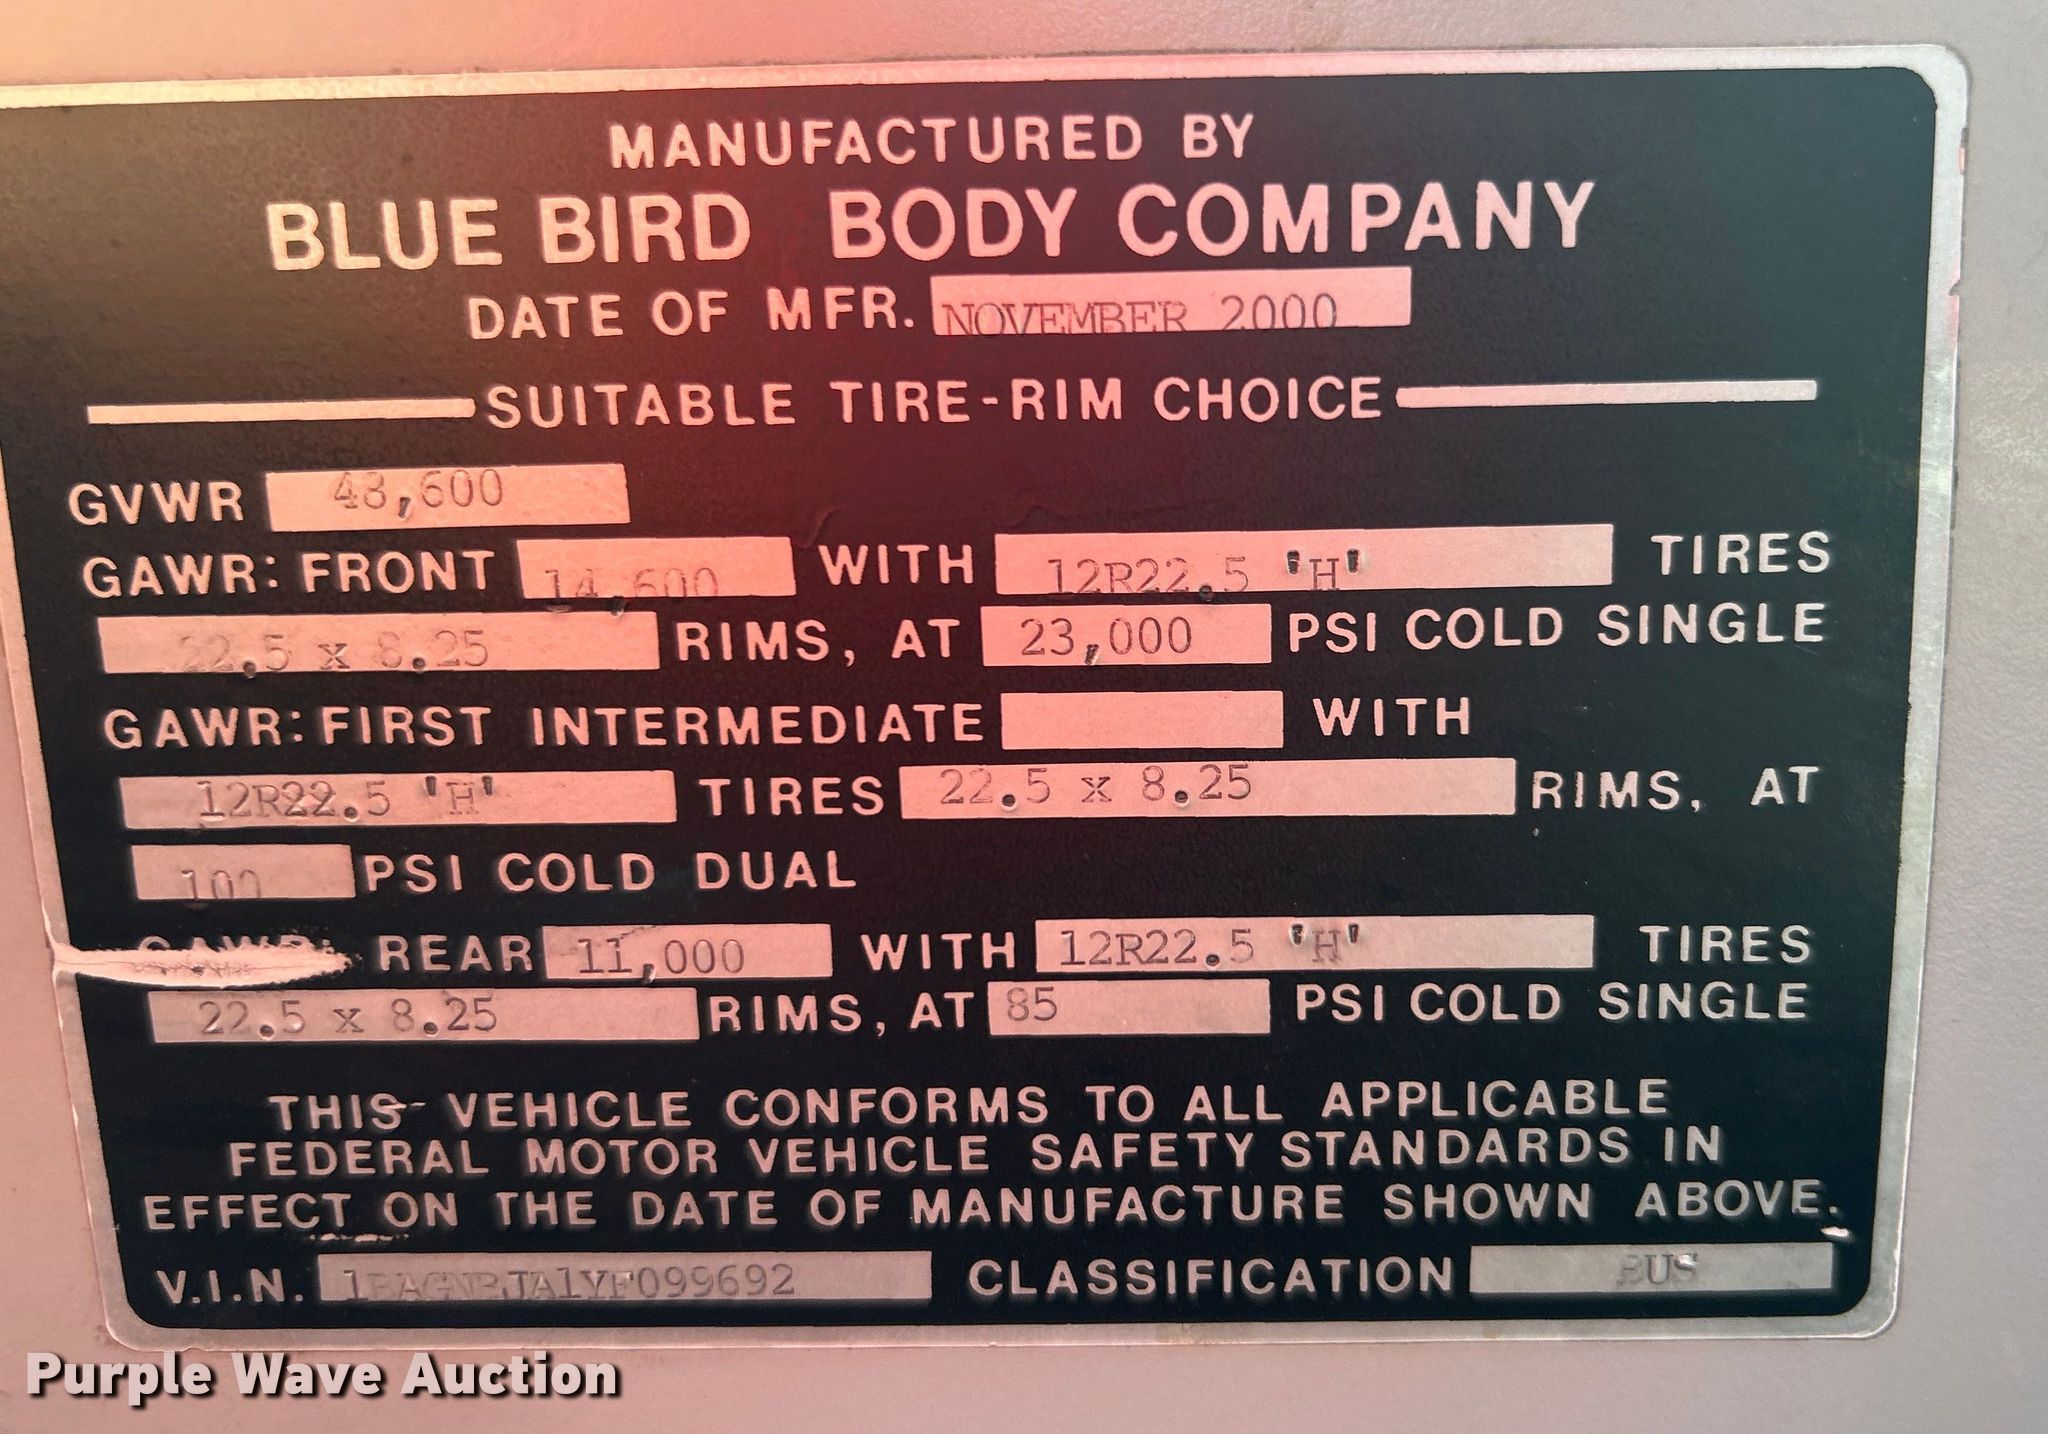 MANUFACTURED BY
BLUE BIRD BODY COMPANY
DATE OF MFR. NOVEMBER 2000
SUITABLE TIRE-RIM CHOICE
GVWR 48,600
GAWR: FRONT 14,600 WITH 12R22.5 'H' TIRES
22.5 x 8.25 RIMS, AT 23,000 PSI COLD SINGLE
GAWR: FIRST INTERMEDIATE WITH
12R22.5 'H' TIRES 22.5 x 8.25 RIMS, AT
100 PSI COLD DUAL
GAWR: REAR 11,000 WITH 12R22.5 'H' TIRES
22.5 x 8.25 RIMS, AT 85 PSI COLD SINGLE
THIS VEHICLE CONFORMS TO ALL APPLICABLE
FEDERAL MOTOR VEHICLE SAFETY STANDARDS IN
EFFECT ON THE DATE OF MANUFACTURE SHOWN ABOVE.
V.I.N. CLASSIFICATION BUS
Purple Wave Auction